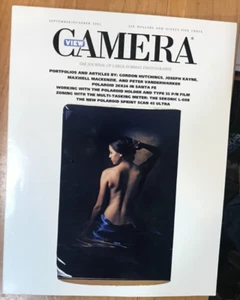 VIEW
CAMERA
THE JOURNAL OF LARGE FORMAT PHOTOGRAPHY
PORTFOLIOS AND ARTICLES BY: GORDON HUTCHINGS, JOSEPH KAYNE,
MAXWELL MACKENZIE, AND PETER VANDERWARKER
POLAROID 20X24 IN SANTA FE
WORKING WITH THE POLAROID HOLDER AND TYPE 55 P/N FILM
ZONING WITH THE MULTI-TASKING METER: THE SEKONIC L-508
THE NEW POLAROID SPRINT SCAN 45 ULTRA